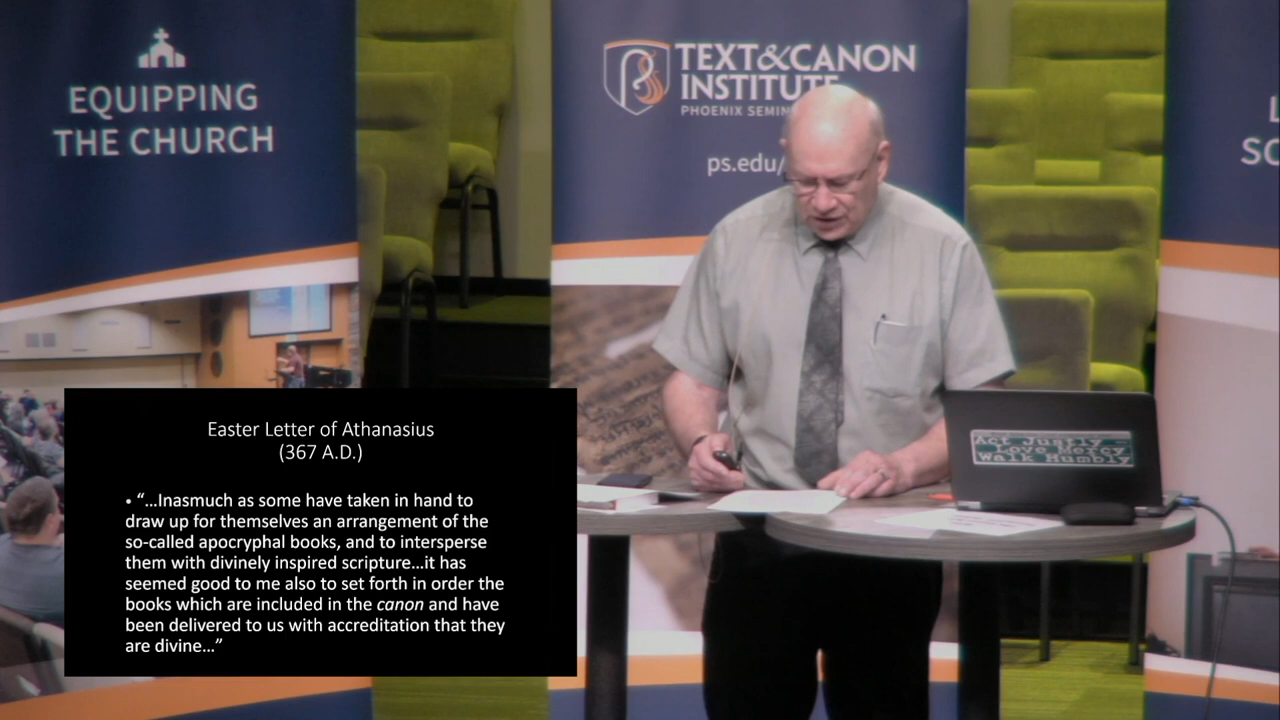 EQUIPPING
THE CHURCH
TEXT&CANON
INSTITUTE
PHOENIX
ps.edu/
Act Justly
Love Mercy
Walk Humbly
Easter Letter of Athanasius
(367 A.D.)
• “...Inasmuch as some have taken in hand to
draw up for themselves an arrangement of the
so-called apocryphal books, and to intersperse
them with divinely inspired scripture...it has
seemed good to me also to set forth in order the
books which are included in the canon and have
been delivered to us with accreditation that they
are divine...”